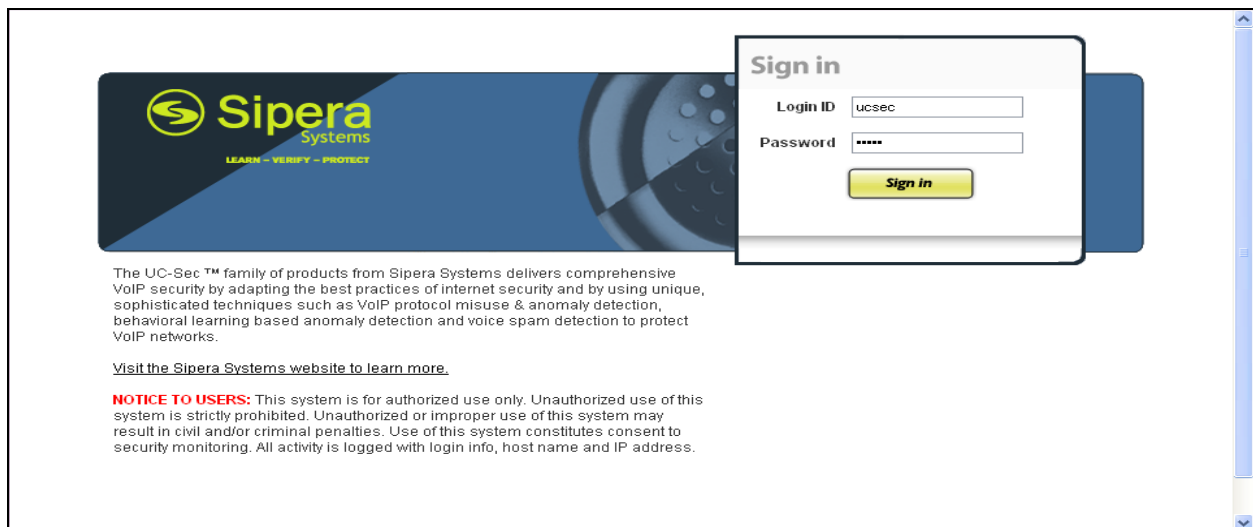 Sipera
Systems
LEARN – VERIFY – PROTECT
Sign in
Login ID ucsec
Password •••••
Sign in
The UC-Sec ™ family of products from Sipera Systems delivers comprehensive
VoIP security by adapting the best practices of internet security and by using unique,
sophisticated techniques such as VoIP protocol misuse & anomaly detection,
behavioral learning based anomaly detection and voice spam detection to protect
VoIP networks.
Visit the Sipera Systems website to learn more.
NOTICE TO USERS: This system is for authorized use only. Unauthorized use of this
system is strictly prohibited. Unauthorized or improper use of this system may
result in civil and/or criminal penalties. Use of this system constitutes consent to
security monitoring. All activity is logged with login info, host name and IP address.